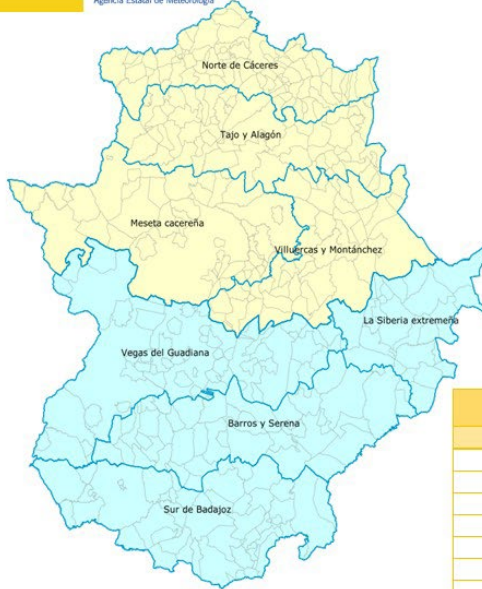 Agencia Estatal de Meteorología
Norte de Cáceres
Tajo y Alagón
Meseta cacereña
Villuercas y Montánchez
La Siberia extremeña
Vegas del Guadiana
Barros y Serena
Sur de Badajoz